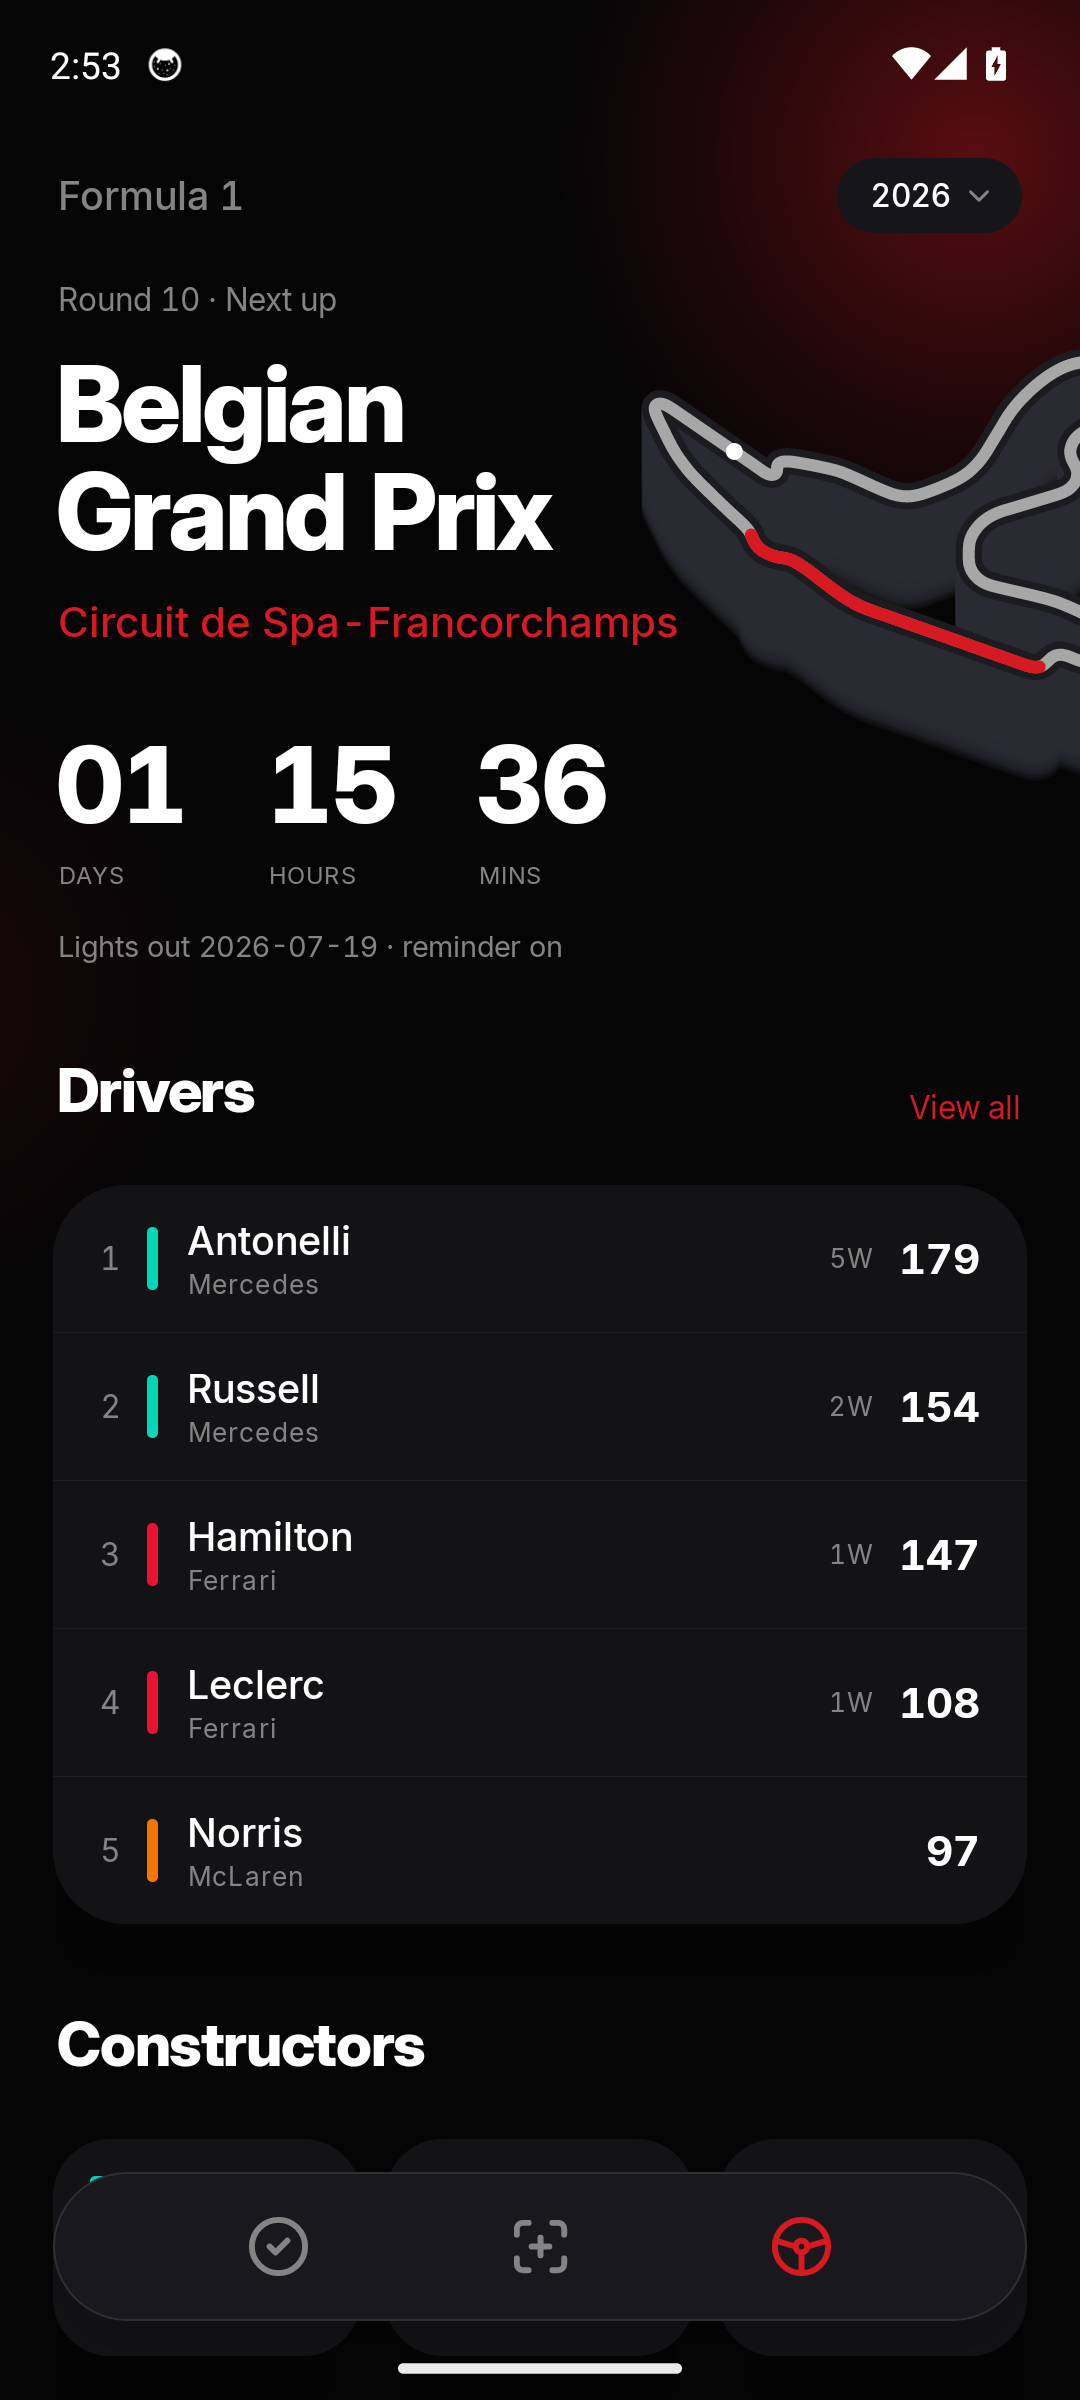 2:53
Formula 1
2026
Round 10 · Next up
Belgian
Grand Prix
Circuit de Spa-Francorchamps
01 15 36
DAYS HOURS MINS
Lights out 2026-07-19 · reminder on
Drivers
View all
1 Antonelli 5W 179
Mercedes
2 Russell 2W 154
Mercedes
3 Hamilton 1W 147
Ferrari
4 Leclerc 1W 108
Ferrari
5 Norris 97
McLaren
Constructors